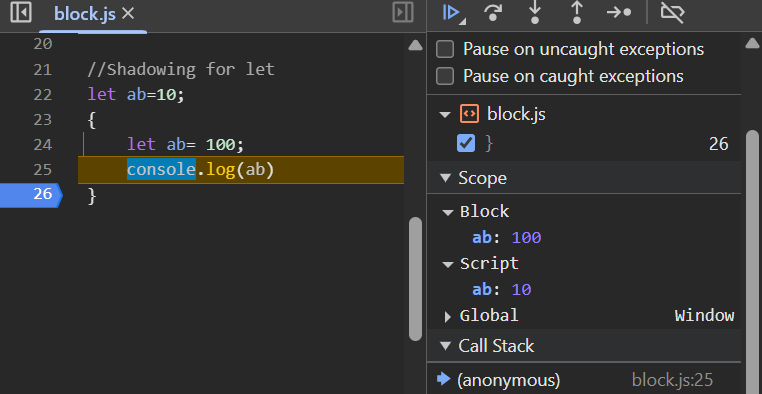 block.js ×
20
21 //Shadowing for let
22 let ab=10;
23 {
24 let ab= 100;
25 console.log(ab)
26 }
Pause on uncaught exceptions
Pause on caught exceptions
block.js
} 26
Scope
Block
ab: 100
Script
ab: 10
Global Window
Call Stack
(anonymous) block.js:25